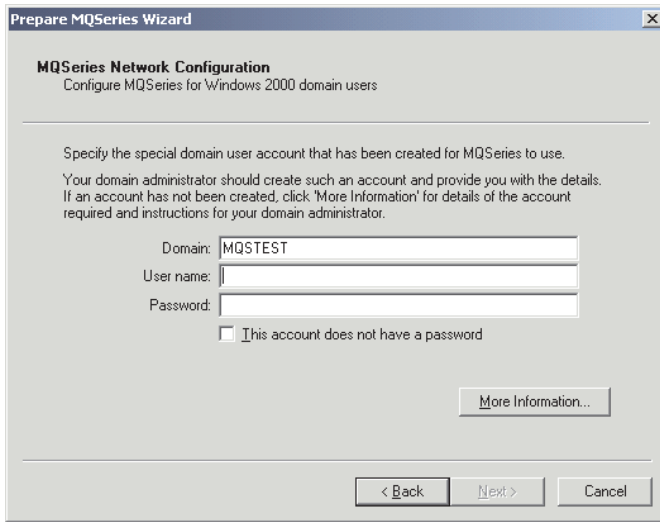 Prepare MQSeries Wizard
MQSeries Network Configuration
Configure MQSeries for Windows 2000 domain users
Specify the special domain user account that has been created for MQSeries to use.
Your domain administrator should create such an account and provide you with the details.
If an account has not been created, click 'More Information' for details of the account
required and instructions for your domain administrator.
Domain: MQSTEST
User name:
Password:
This account does not have a password
More Information...
< Back Next > Cancel